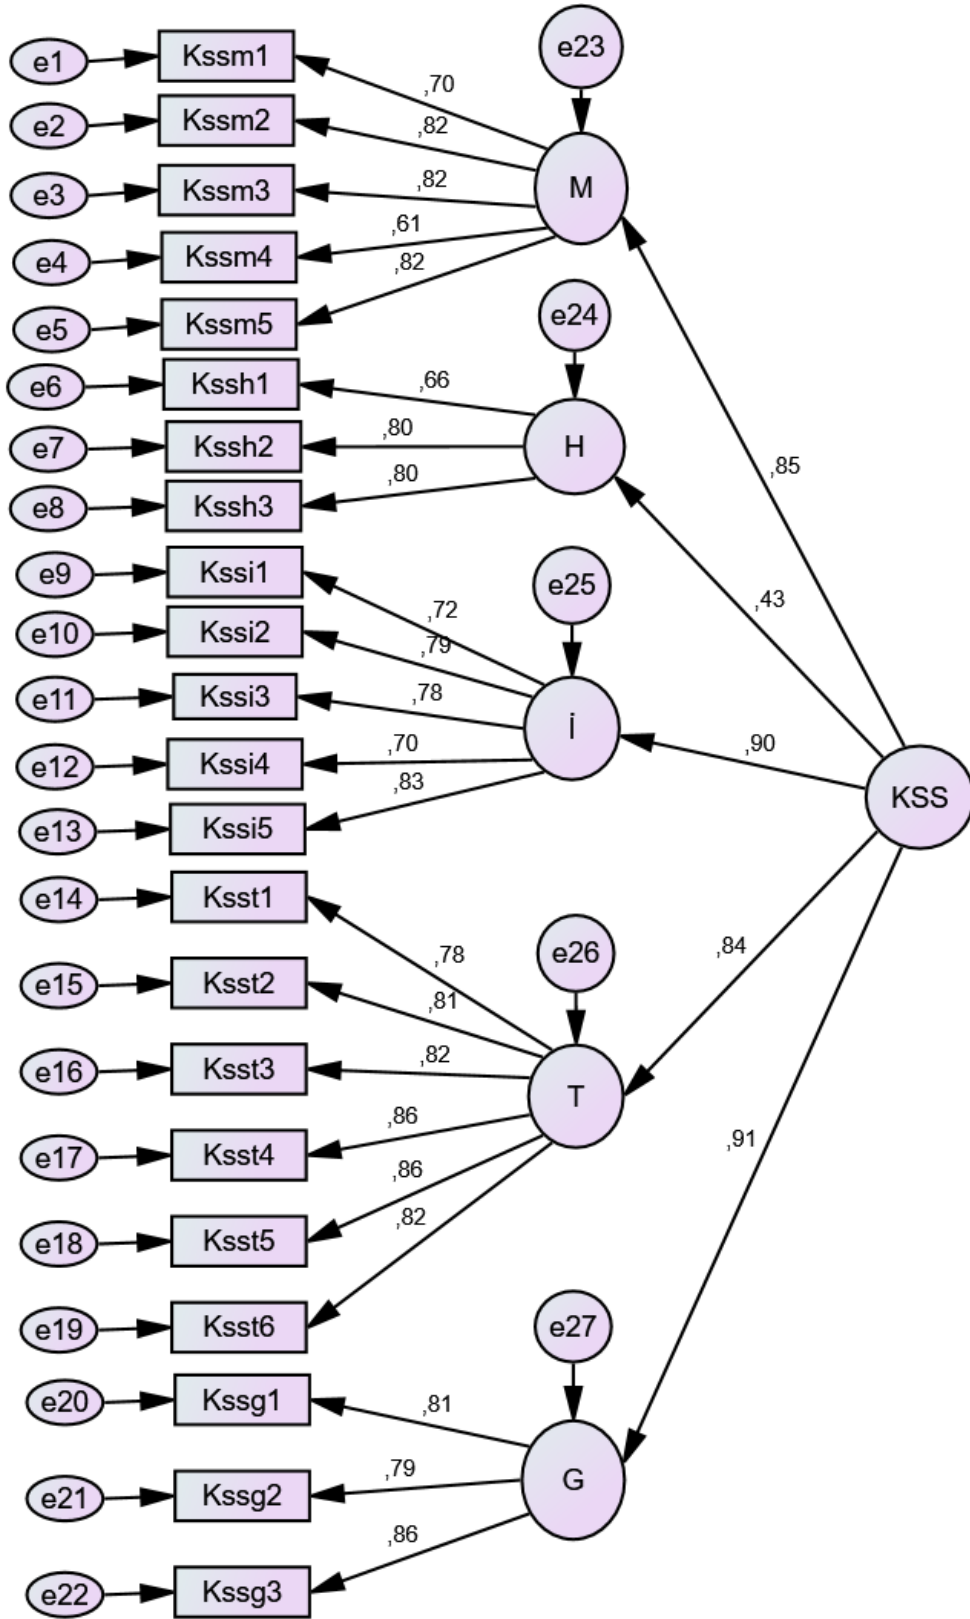 e1 Kssm1
e2 Kssm2
e3 Kssm3
e4 Kssm4
e5 Kssm5
e6 Kssh1
e7 Kssh2
e8 Kssh3
e9 Kssi1
e10 Kssi2
e11 Kssi3
e12 Kssi4
e13 Kssi5
e14 Ksst1
e15 Ksst2
e16 Ksst3
e17 Ksst4
e18 Ksst5
e19 Ksst6
e20 Kssg1
e21 Kssg2
e22 Kssg3
,70
,82
,82
,61
,82
,66
,80
,80
,72
,79
,78
,70
,83
,78
,81
,82
,86
,86
,82
,81
,79
,86
e23
M
e24
H
e25
İ
e26
T
e27
G
,85
,43
,90
,84
,91
KSS